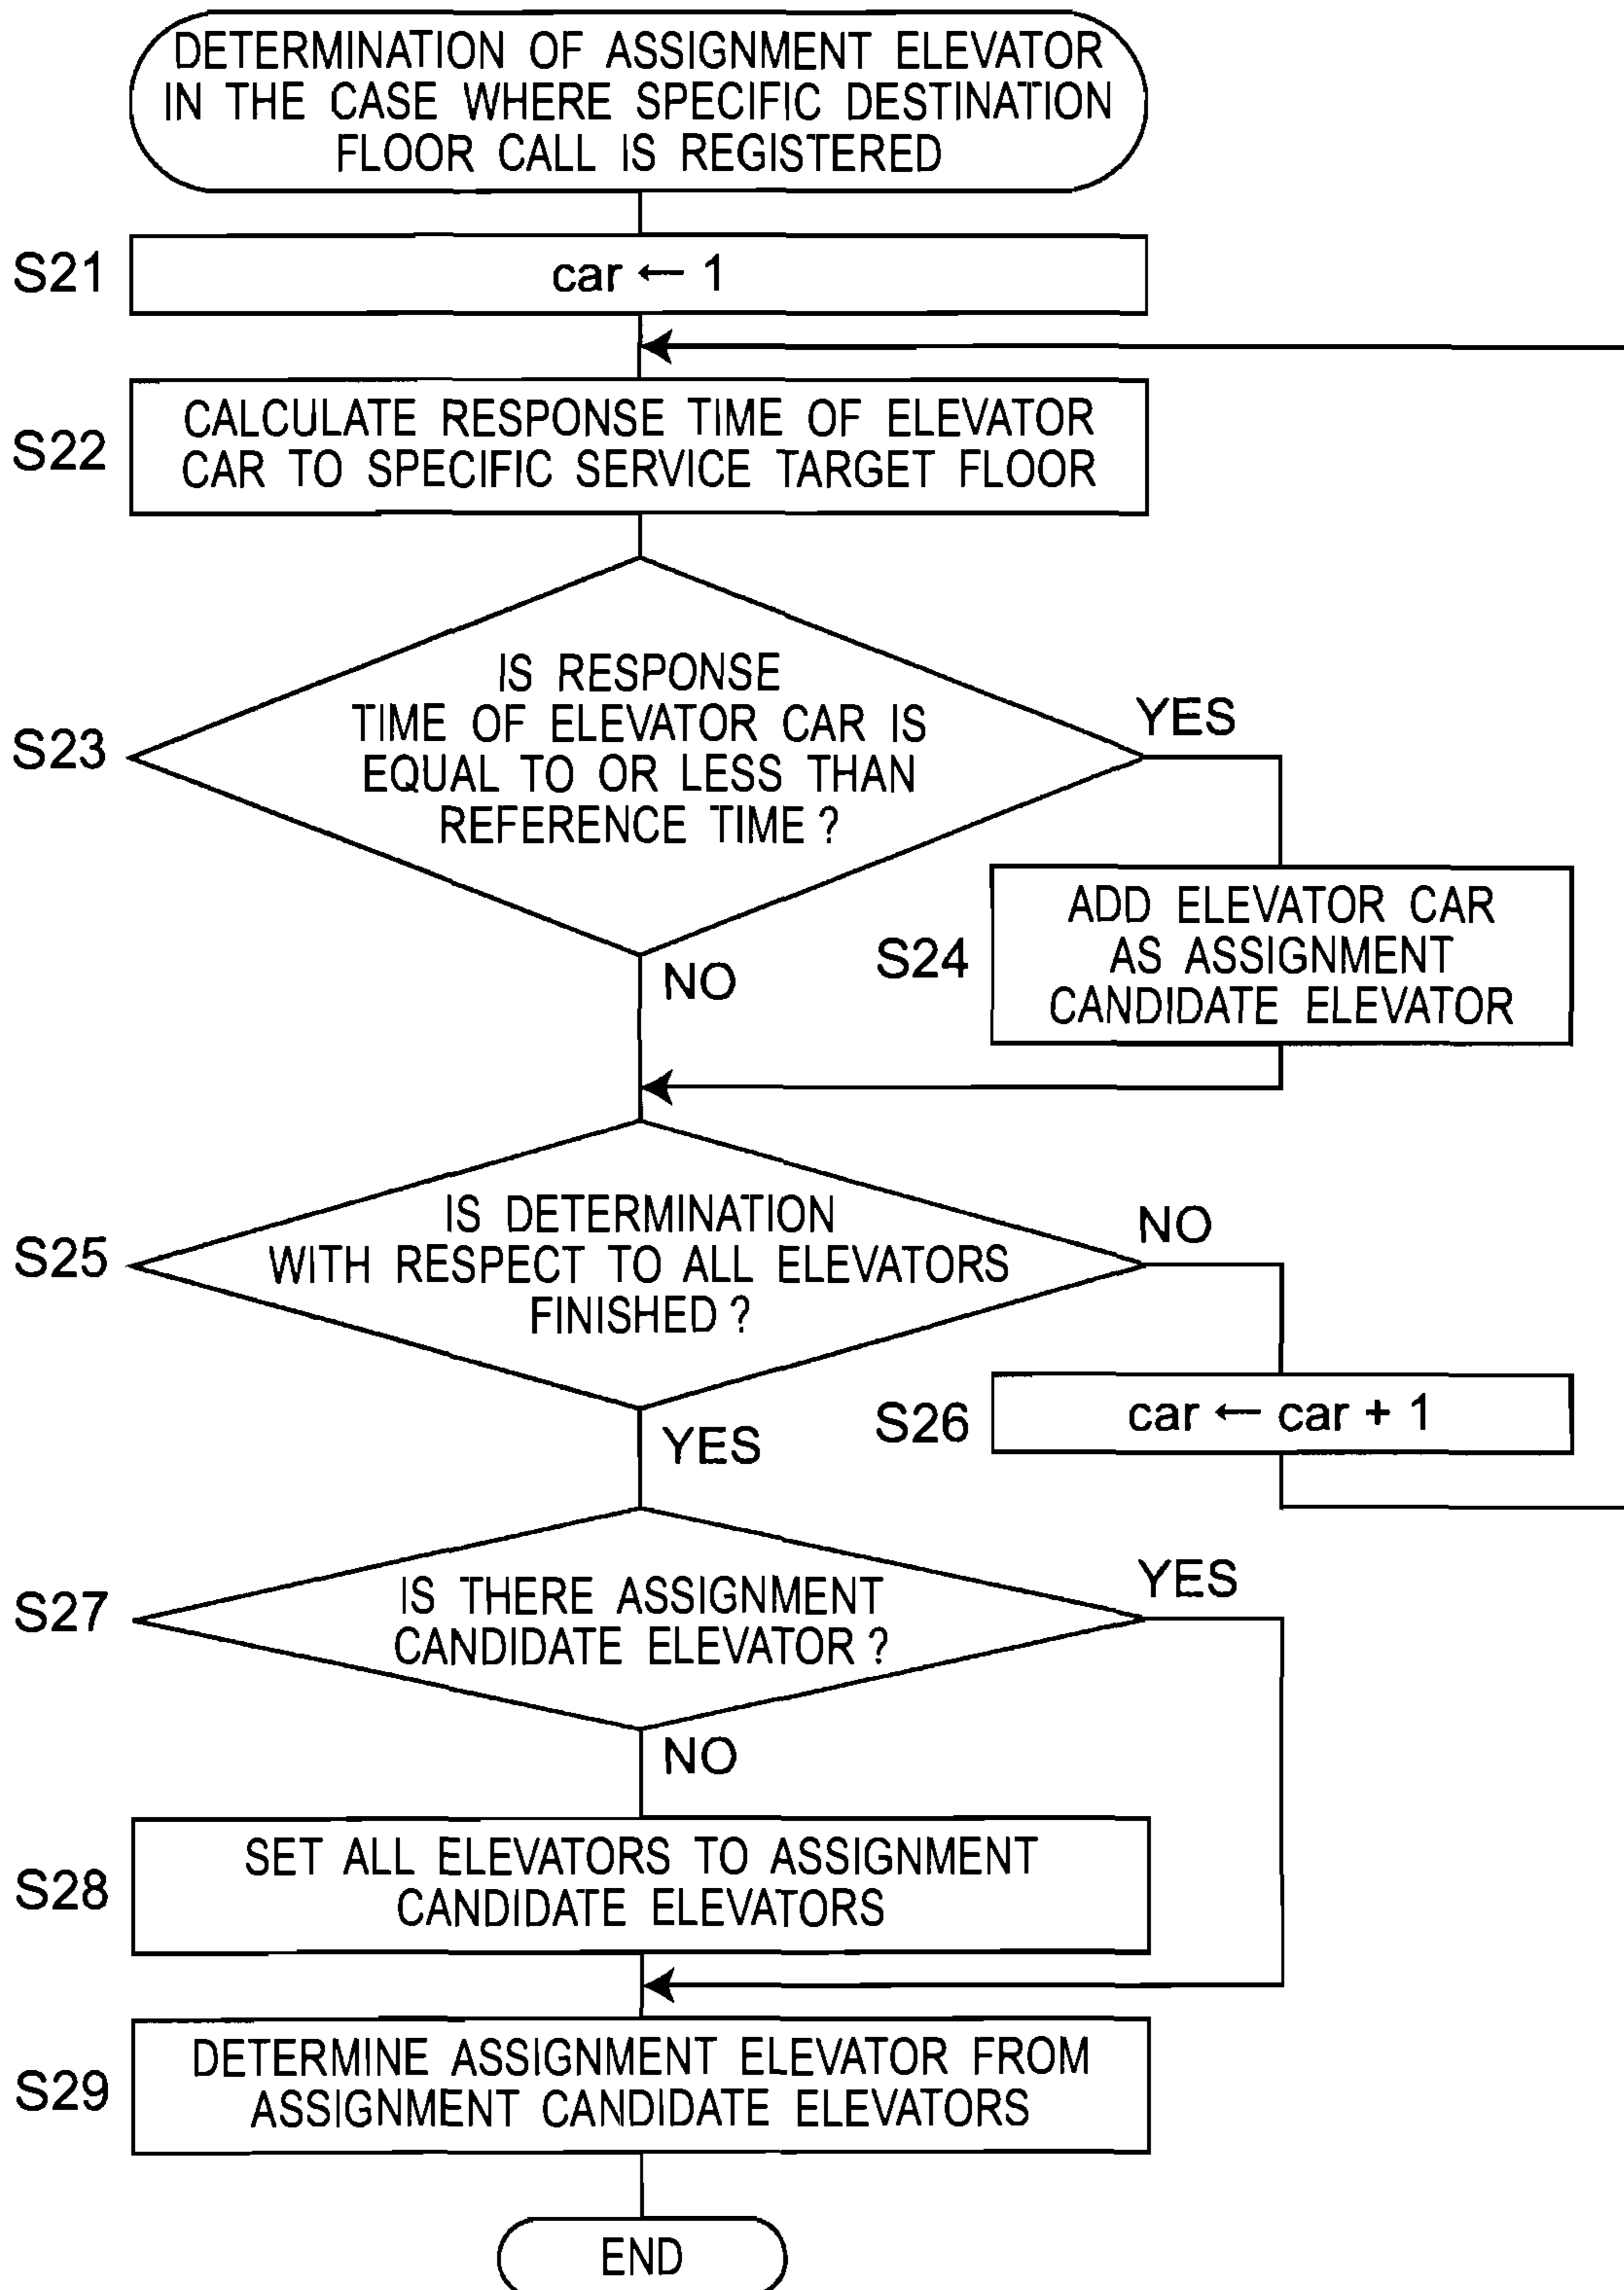 DETERMINATION OF ASSIGNMENT ELEVATOR
IN THE CASE WHERE SPECIFIC DESTINATION
FLOOR CALL IS REGISTERED
S21
car ← 1
S22
CALCULATE RESPONSE TIME OF ELEVATOR
CAR TO SPECIFIC SERVICE TARGET FLOOR
S23
IS RESPONSE
TIME OF ELEVATOR CAR IS
EQUAL TO OR LESS THAN
REFERENCE TIME ?
YES
NO
S24
ADD ELEVATOR CAR
AS ASSIGNMENT
CANDIDATE ELEVATOR
S25
IS DETERMINATION
WITH RESPECT TO ALL ELEVATORS
FINISHED ?
NO
YES
S26
car ← car + 1
S27
IS THERE ASSIGNMENT
CANDIDATE ELEVATOR ?
YES
NO
S28
SET ALL ELEVATORS TO ASSIGNMENT
CANDIDATE ELEVATORS
S29
DETERMINE ASSIGNMENT ELEVATOR FROM
ASSIGNMENT CANDIDATE ELEVATORS
END